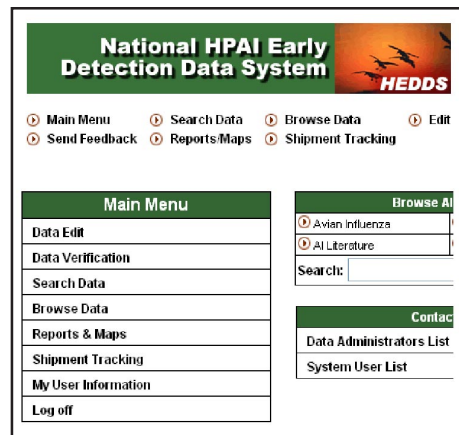 National HPAI Early
Detection Data System
HEDDS
Main Menu Search Data Browse Data Edit
Send Feedback Reports/Maps Shipment Tracking
Main Menu
Data Edit
Data Verification
Search Data
Browse Data
Reports & Maps
Shipment Tracking
My User Information
Log off
Browse AI
Avian Influenza
AI Literature
Search:
Contac
Data Administrators List
System User List